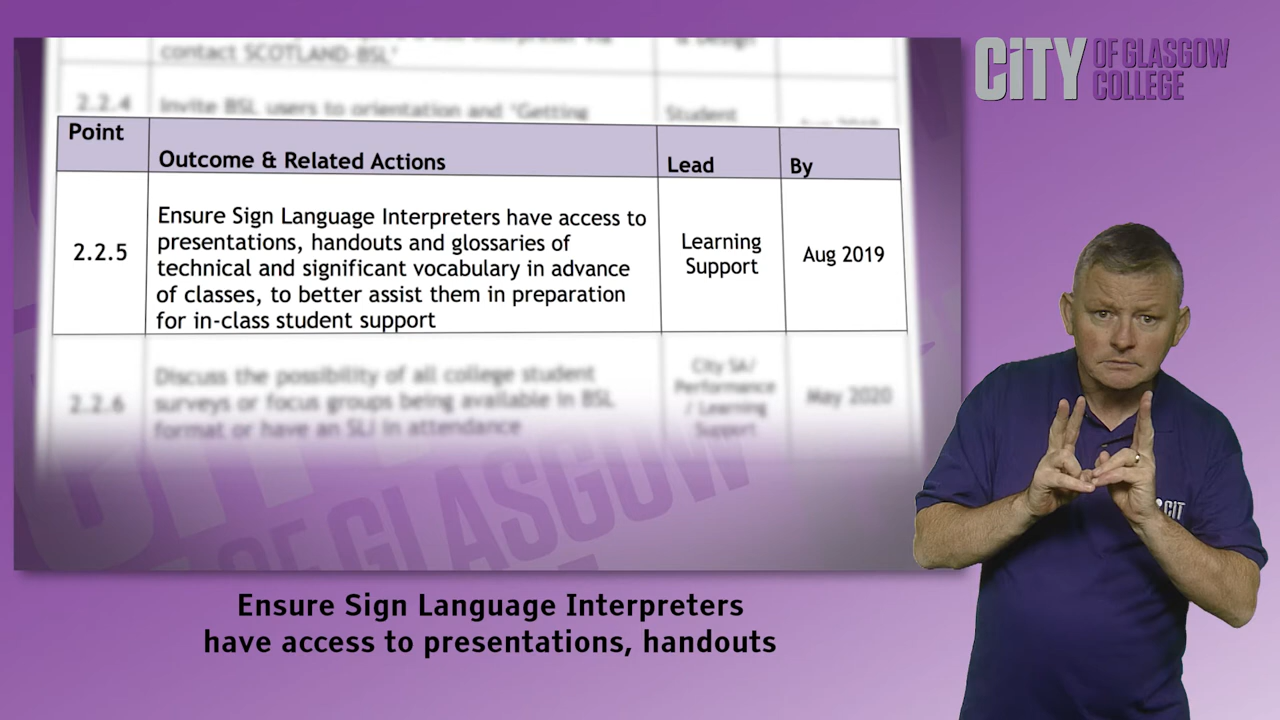 contact SCOTLAND-BSL'
2.2.4
Invite BSL users to orientation and 'Getting
Student
Point
Outcome & Related Actions
Lead
By
2.2.5
Ensure Sign Language Interpreters have access to
presentations, handouts and glossaries of
technical and significant vocabulary in advance
of classes, to better assist them in preparation
for in-class student support
Learning
Support
Aug 2019
2.2.6
Discuss the possibility of all college student
surveys or focus groups being available in BSL
format or have an SLI in attendance
City SA/
Performance
/ Learning
Support
May 2020
OF GLASGOW
CiTY OF GLASGOW
COLLEGE
CiT
Ensure Sign Language Interpreters
have access to presentations, handouts